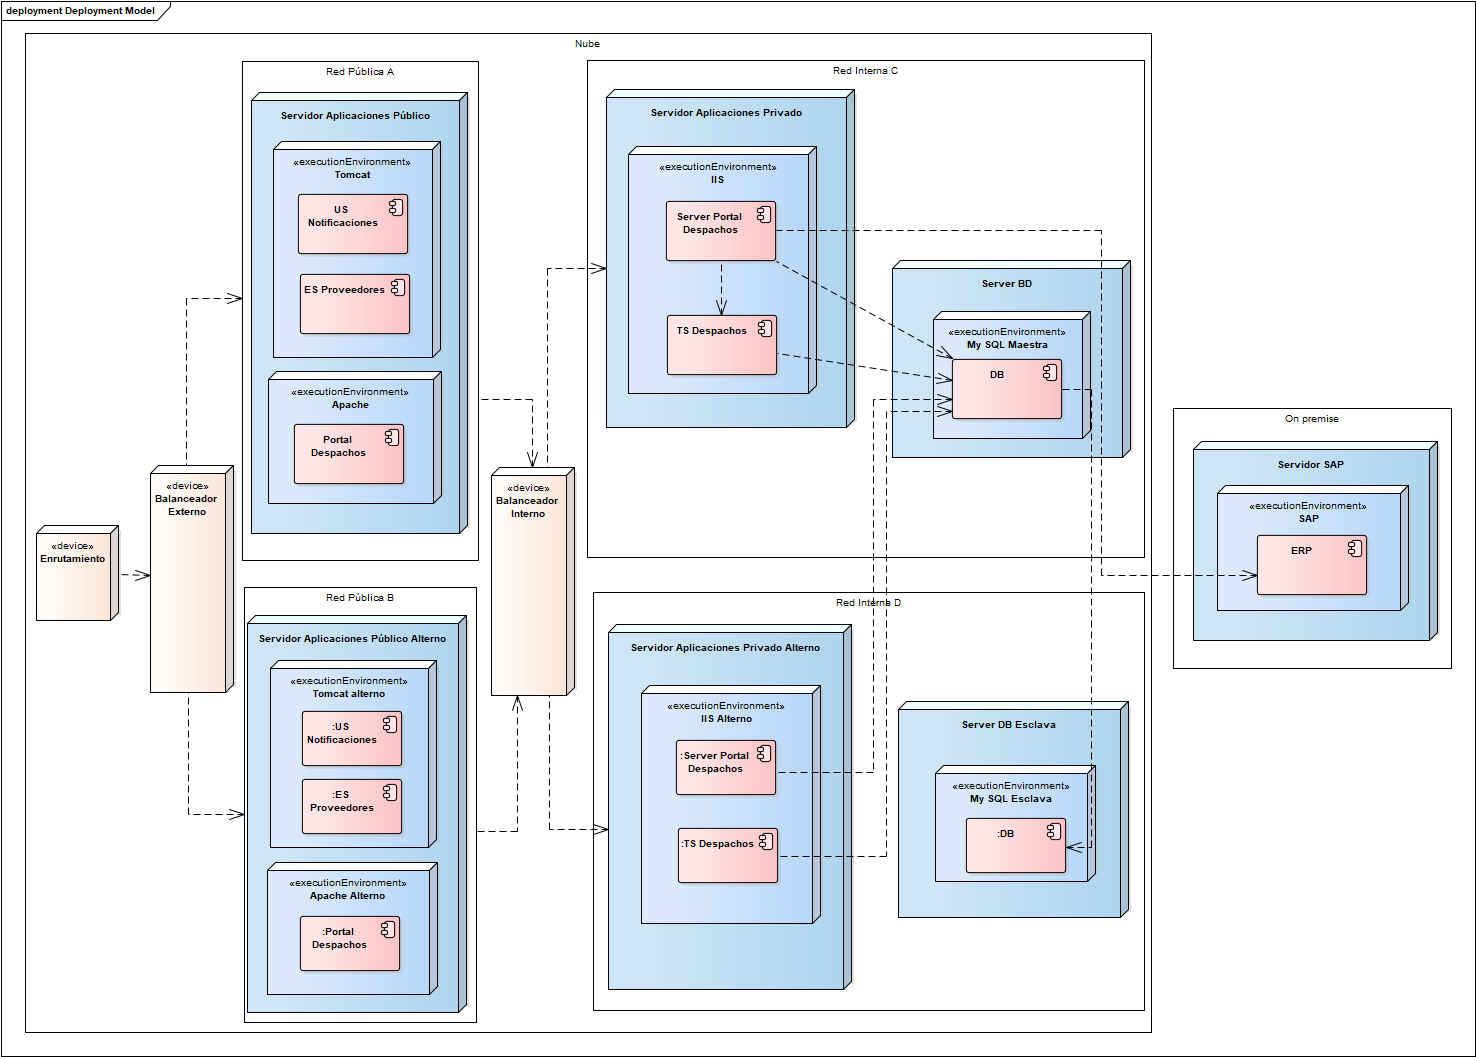 deployment Deployment Model
Nube
Red Pública A
Servidor Aplicaciones Público
«executionEnvironment»
Tomcat
US
Notificaciones
ES Proveedores
«executionEnvironment»
Apache
Portal
Despachos
«device»
Enrutamiento
«device»
Balanceador
Externo
Red Pública B
Servidor Aplicaciones Público Alterno
«executionEnvironment»
Tomcat alterno
:US
Notificaciones
:ES
Proveedores
«executionEnvironment»
Apache Alterno
:Portal
Despachos
«device»
Balanceador
Interno
Red Interna C
Servidor Aplicaciones Privado
«executionEnvironment»
IIS
Server Portal
Despachos
TS Despachos
Server BD
«executionEnvironment»
My SQL Maestra
DB
Red Interna D
Servidor Aplicaciones Privado Alterno
«executionEnvironment»
IIS Alterno
:Server Portal
Despachos
:TS Despachos
Server DB Esclava
«executionEnvironment»
My SQL Esclava
:DB
On premise
Servidor SAP
«executionEnvironment»
SAP
ERP